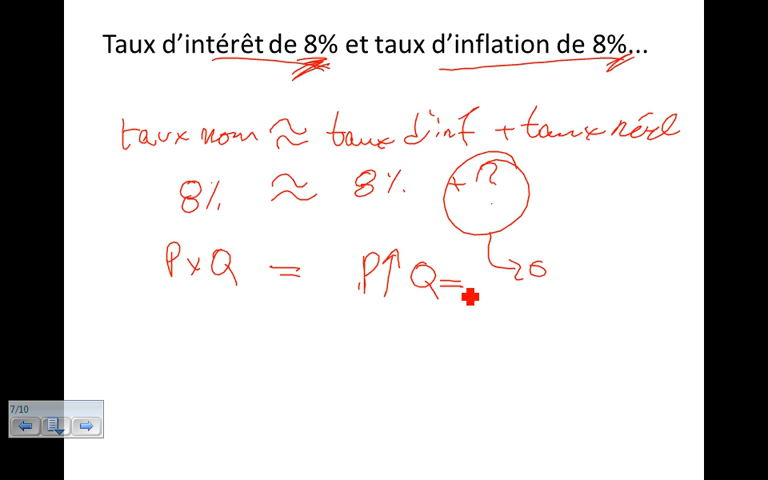 Taux d'intérêt de 8% et taux d'inflation de 8%...
taux nom ≈ taux d'inf + taux réel
8% ≈ 8% + ?
P x Q = P↑ Q=
→ 0
7/10